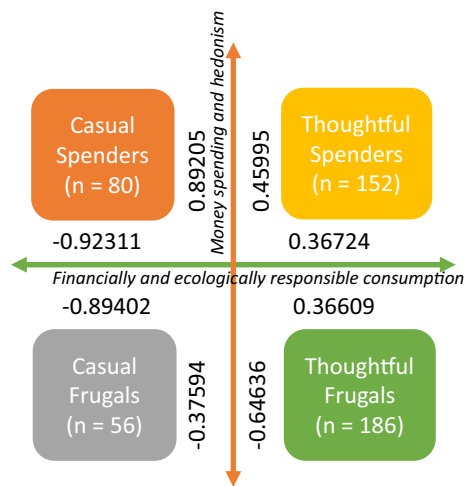 Casual
Spenders
(n = 80)
0.89205
Money spending and hedonism
0.45995
Thoughtful
Spenders
(n = 152)
-0.92311
0.36724
Financially and ecologically responsible consumption
-0.89402
0.36609
Casual
Frugals
(n = 56)
-0.37594
-0.64636
Thoughtful
Frugals
(n = 186)